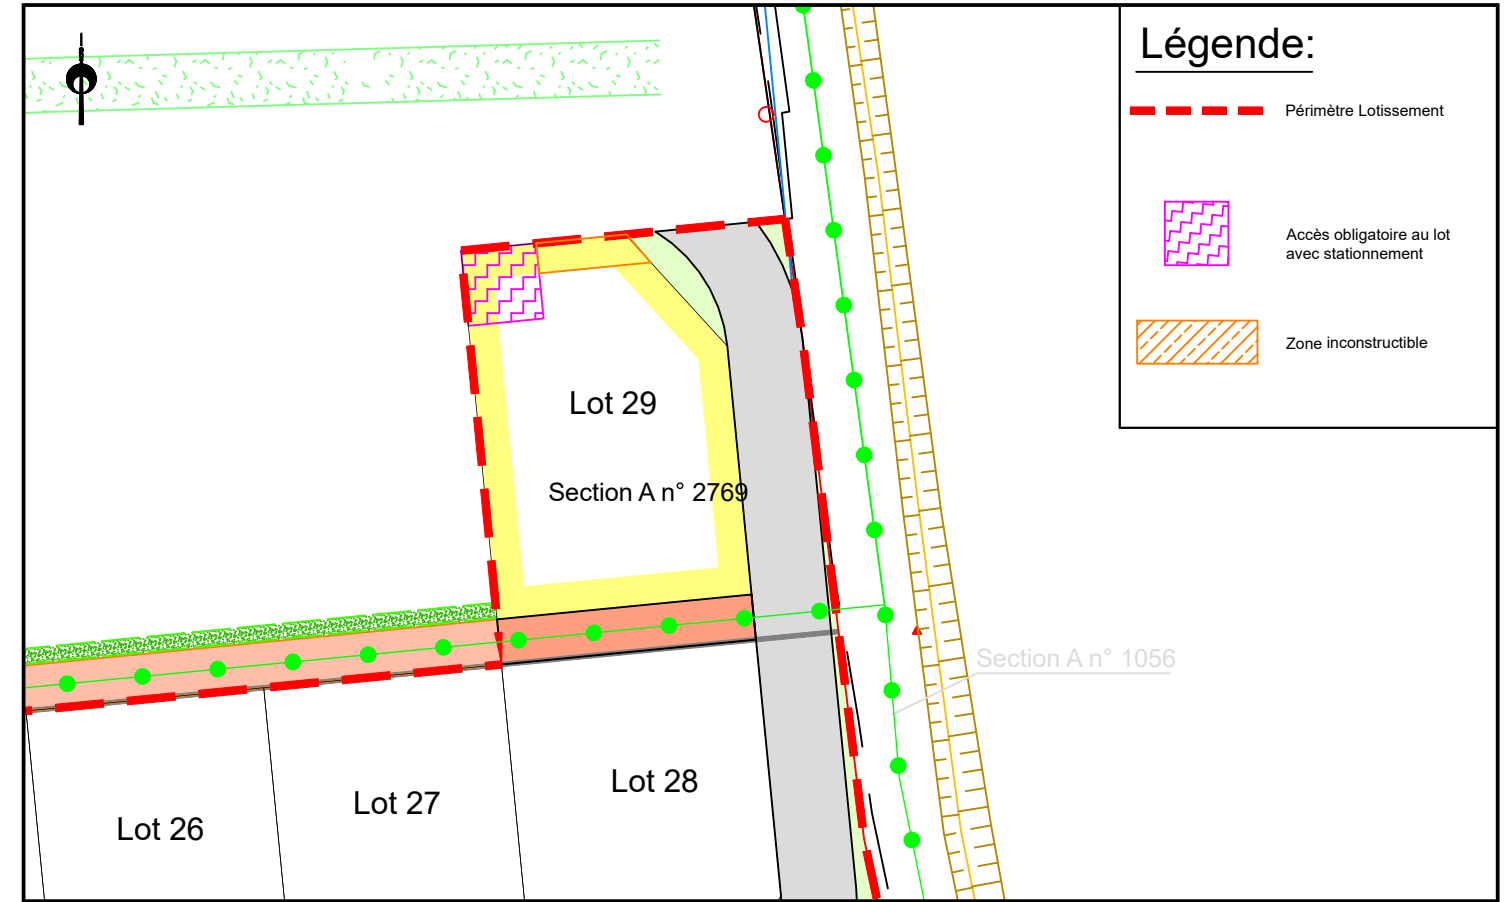 Légende:
Périmètre Lotissement
Accès obligatoire au lot
avec stationnement
Zone inconstructible
Lot 29
Section A n° 2769
Section A n° 1056
Lot 28
Lot 27
Lot 26